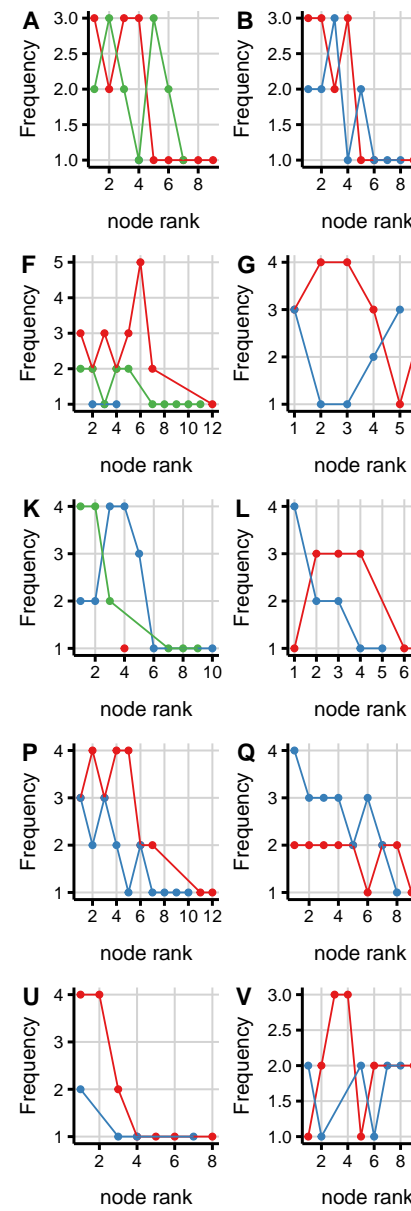 A B
3.0 3.0
2.5 2.5
2.0 2.0
1.5 1.5
1.0 1.0
Frequency Frequency
2 4 6 8 2 4 6 8
node rank node rank
F G
5 4
4 3
3 2
2 1
1
Frequency Frequency
2 4 6 8 10 12 1 2 3 4 5
node rank node rank
K L
4 4
3 3
2 2
1 1
Frequency Frequency
2 4 6 8 10 1 2 3 4 5 6
node rank node rank
P Q
4 4
3 3
2 2
1 1
Frequency Frequency
2 4 6 8 10 12 2 4 6 8
node rank node rank
U V
4 3.0
3 2.5
2 2.0
1 1.5
1.0
Frequency Frequency
2 4 6 8 2 4 6 8
node rank node rank